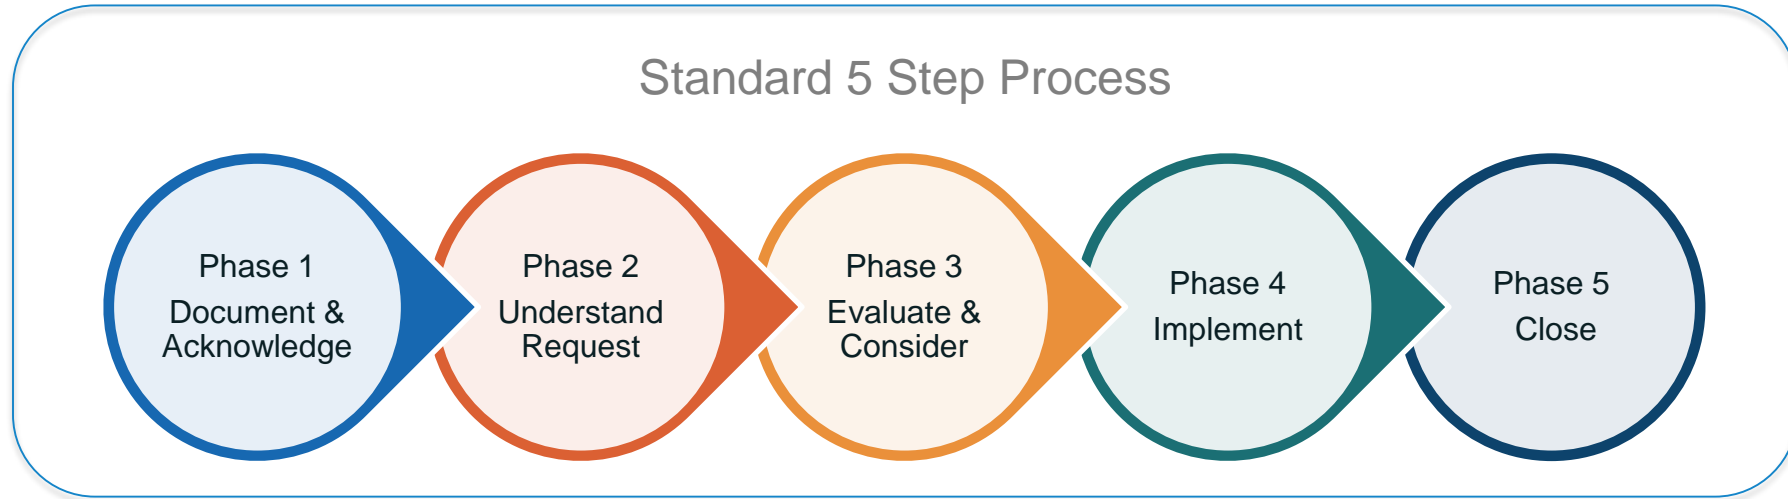 Standard 5 Step Process
Phase 1
Document &
Acknowledge
Phase 2
Understand
Request
Phase 3
Evaluate &
Consider
Phase 4
Implement
Phase 5
Close